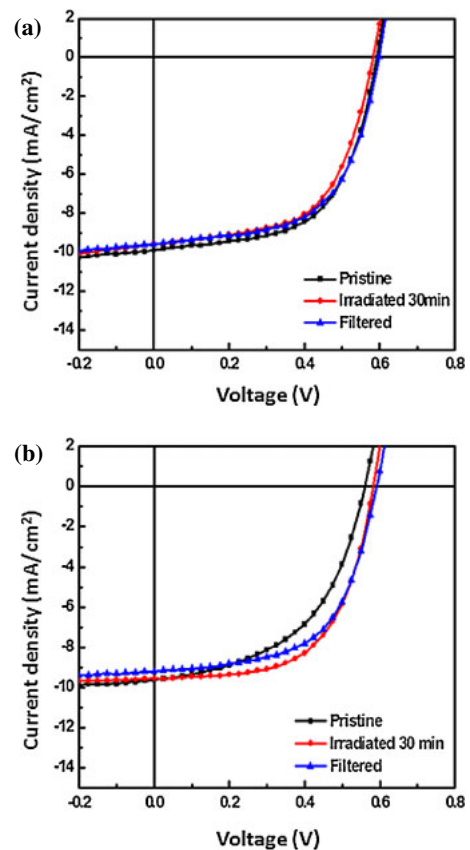 (a)
2
0
-2
-4
-6
-8
-10
-12
-14
Current density (mA/cm²)
Pristine
Irradiated 30min
Filtered
-0.2 0.0 0.2 0.4 0.6 0.8
Voltage (V)
(b)
2
0
-2
-4
-6
-8
-10
-12
-14
Current density (mA/cm²)
Pristine
Irradiated 30 min
Filtered
-0.2 0.0 0.2 0.4 0.6 0.8
Voltage (V)